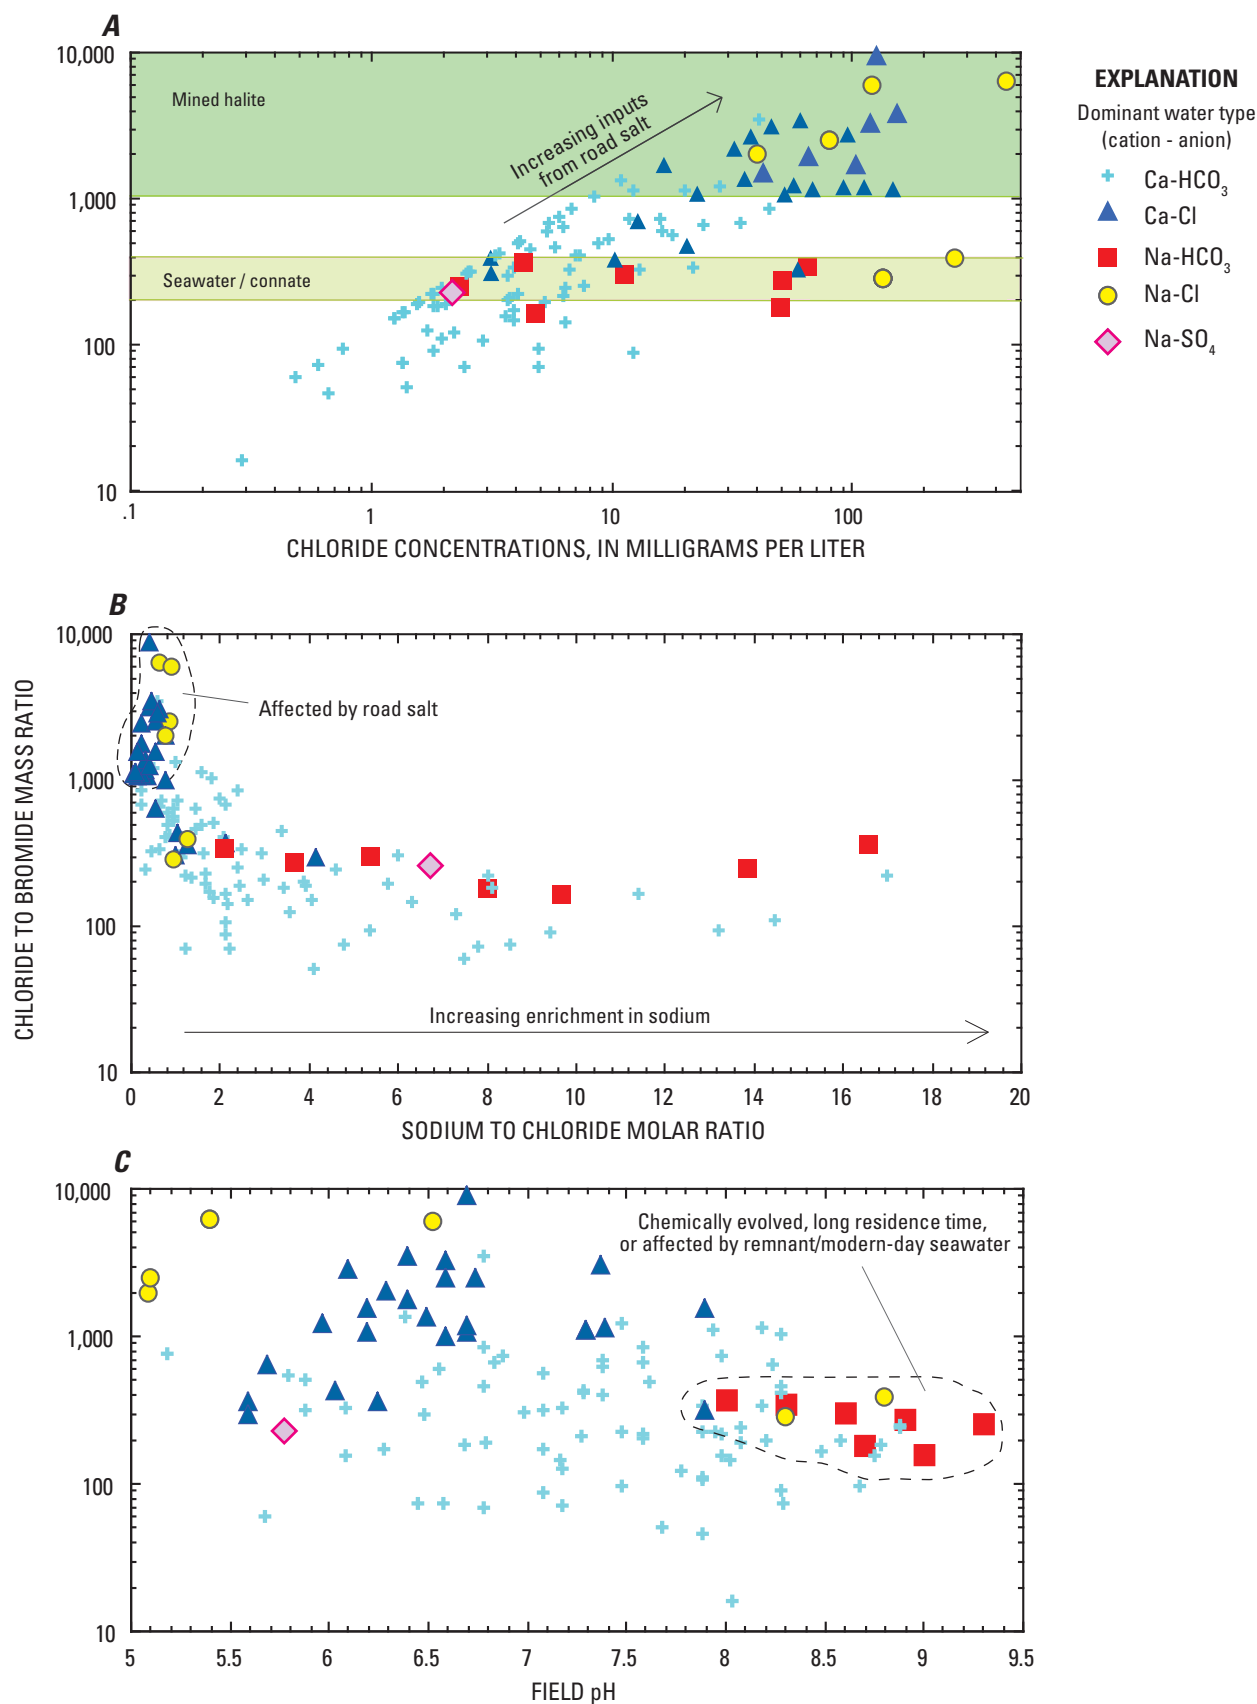 A
10,000
1,000
100
10
Mined halite
Increasing inputs
from road salt
Seawater / connate
.1 1 10 100
CHLORIDE CONCENTRATIONS, IN MILLIGRAMS PER LITER
EXPLANATION
Dominant water type
(cation - anion)
Ca-HCO3
Ca-Cl
Na-HCO3
Na-Cl
Na-SO4
CHLORIDE TO BROMIDE MASS RATIO
B
10,000
1,000
100
10
Affected by road salt
Increasing enrichment in sodium
0 2 4 6 8 10 12 14 16 18 20
SODIUM TO CHLORIDE MOLAR RATIO
C
10,000
1,000
100
10
Chemically evolved, long residence time,
or affected by remnant/modern-day seawater
5 5.5 6 6.5 7 7.5 8 8.5 9 9.5
FIELD pH